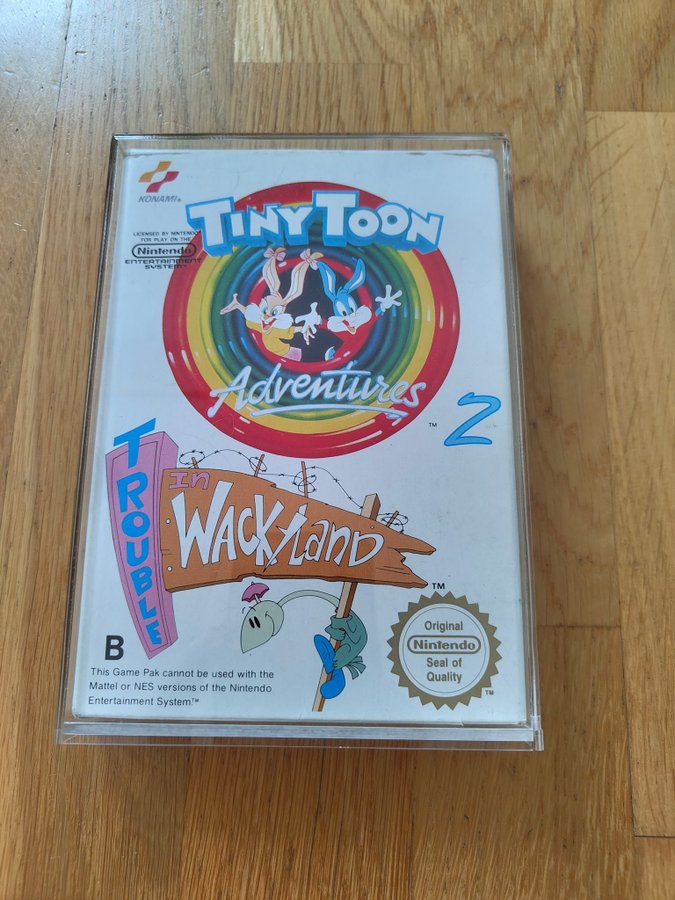 KONAMI®
TINY TOON
LICENSED BY NINTENDO
FOR PLAY ON THE
Nintendo
ENTERTAINMENT
SYSTEM™
Adventures
™
2
TROUBLE
in
WACKYLAND
™
B
This Game Pak cannot be used with the
Mattel or NES versions of the Nintendo
Entertainment System.™
Original
Nintendo
Seal of
Quality
™